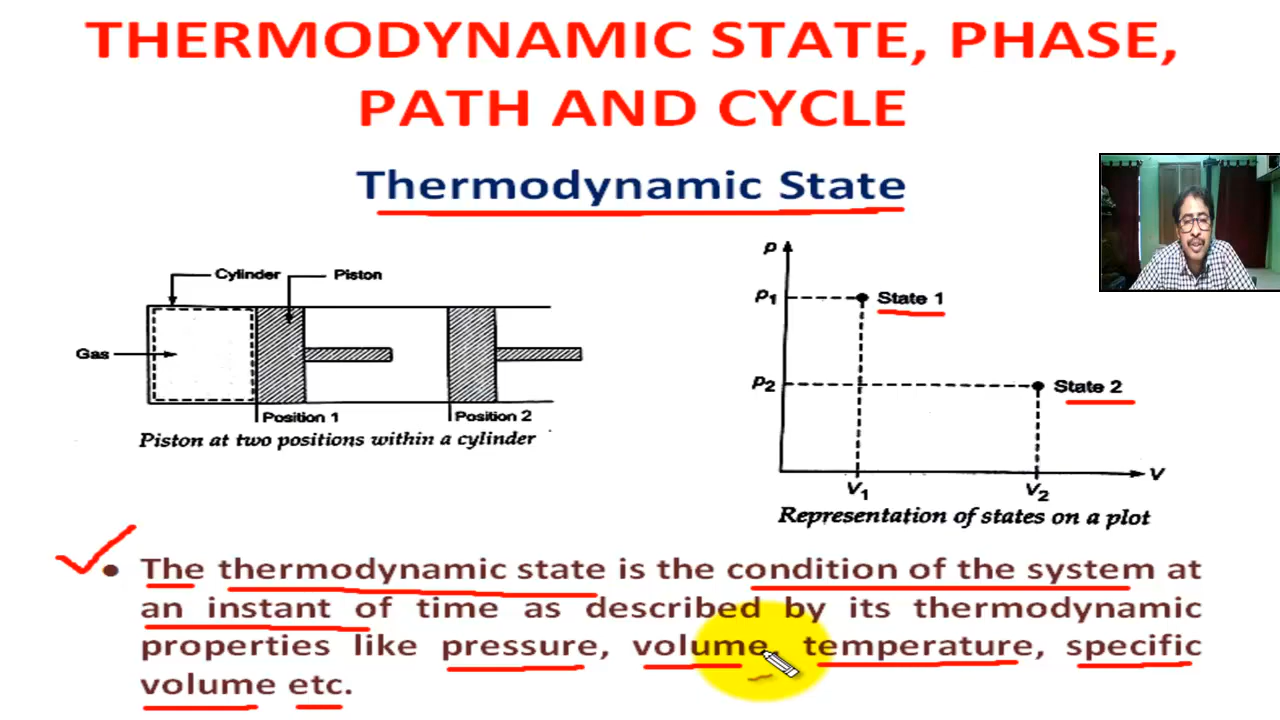 THERMODYNAMIC STATE, PHASE,
PATH AND CYCLE
Thermodynamic State
Cylinder
Piston
Gas
Position 1
Position 2
Piston at two positions within a cylinder
p
p1
State 1
p2
State 2
V1
V2
V
Representation of states on a plot
• The thermodynamic state is the condition of the system at
an instant of time as described by its thermodynamic
properties like pressure, volume, temperature, specific
volume etc.